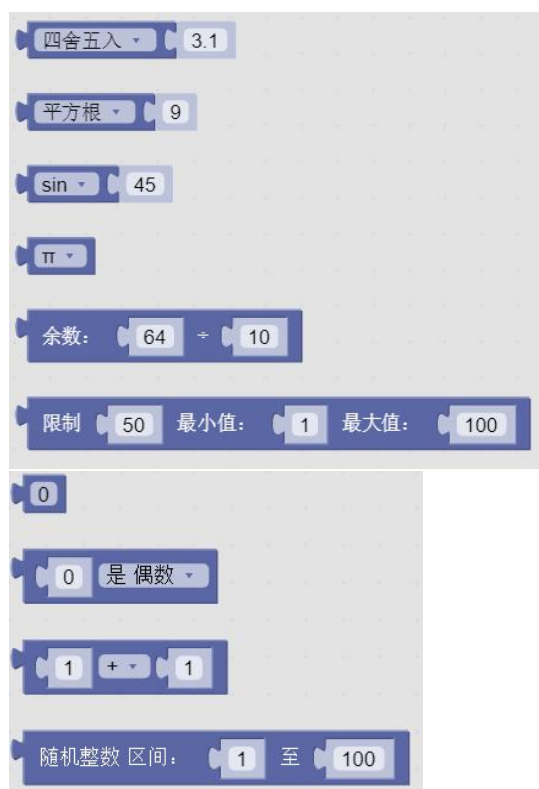 四舍五入 3.1
平方根 9
sin 45
π
余数: 64 ÷ 10
限制 50 最小值: 1 最大值: 100
0
0 是 偶数
1 + 1
随机整数 区间: 1 至 100